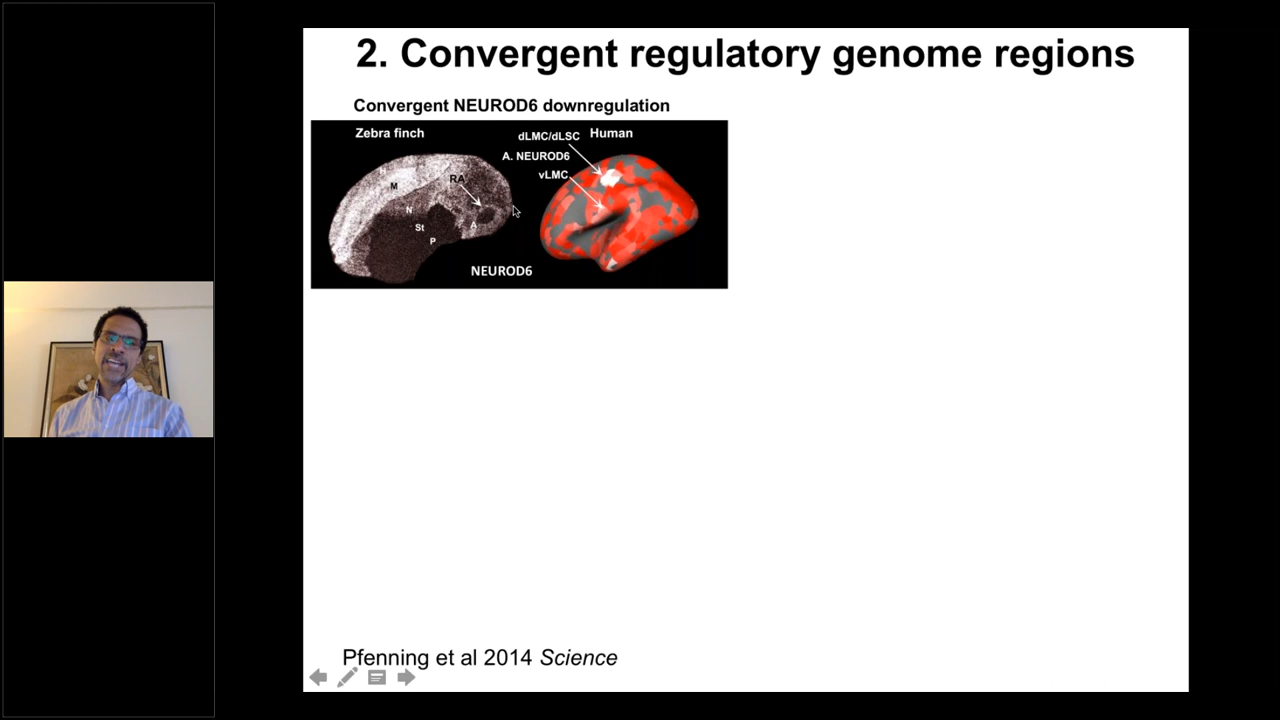 2. Convergent regulatory genome regions
Convergent NEUROD6 downregulation
Zebra finch
dLMC/dLSC
Human
A. NEUROD6
vLMC
RA
M
N
St
A
P
NEUROD6
Pfenning et al 2014 Science